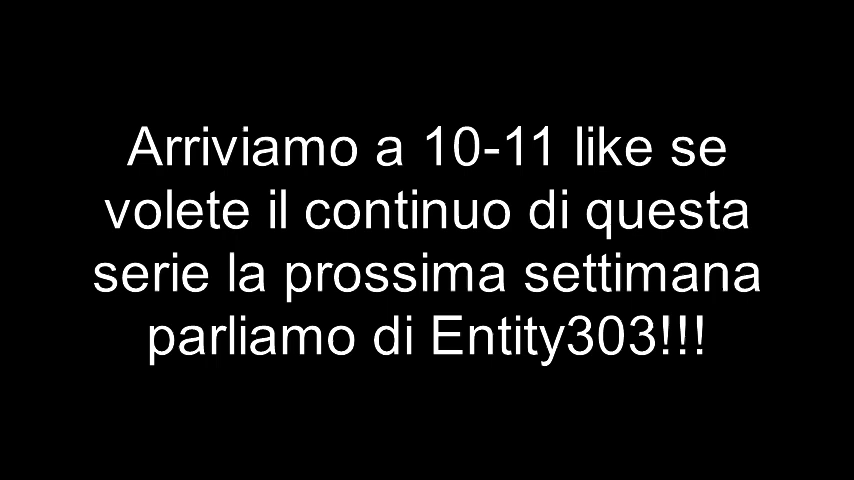 Arriviamo a 10-11 like se
volete il continuo di questa
serie la prossima settimana
parliamo di Entity303!!!